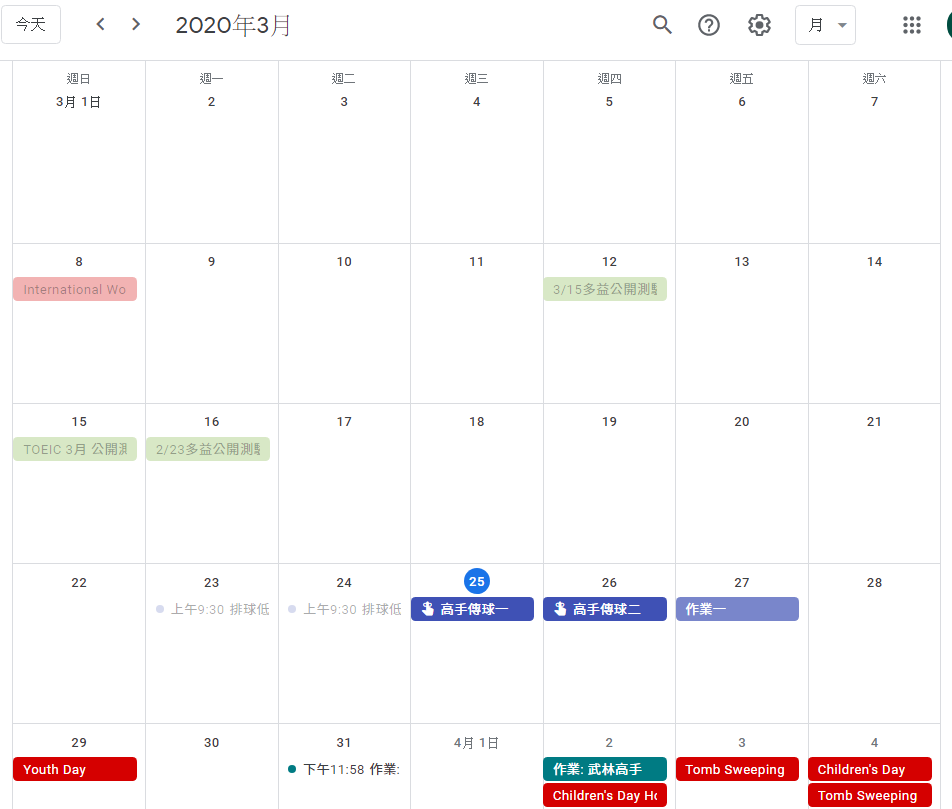 今天 2020年3月 月
週日 週一 週二 週三 週四 週五 週六
3月 1日 2 3 4 5 6 7
8 9 10 11 12 13 14
International Wo 3/15多益公開測
15 16 17 18 19 20 21
TOEIC 3月 公開 2/23多益公開測
22 23 24 25 26 27 28
上午9:30 排球低 上午9:30 排球低 高手傳球一 高手傳球二 作業一
29 30 31 4月 1日 2 3 4
Youth Day 下午11:58 作業: 作業: 武林高手 Tomb Sweeping Children's Day
Children's Day Ho Tomb Sweeping